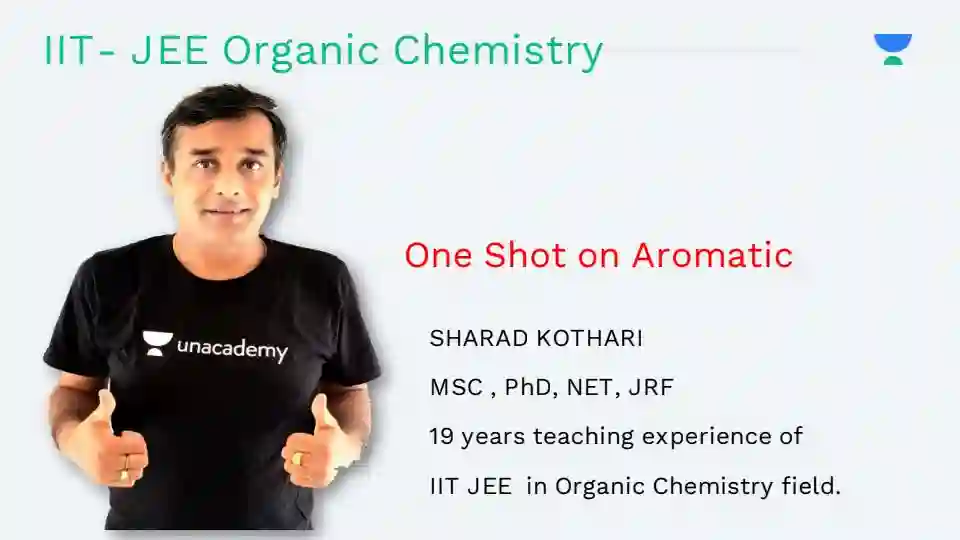 IIT- JEE Organic Chemistry
One Shot on Aromatic
SHARAD KOTHARI
MSC , PhD, NET, JRF
19 years teaching experience of
IIT JEE in Organic Chemistry field.
unacademy